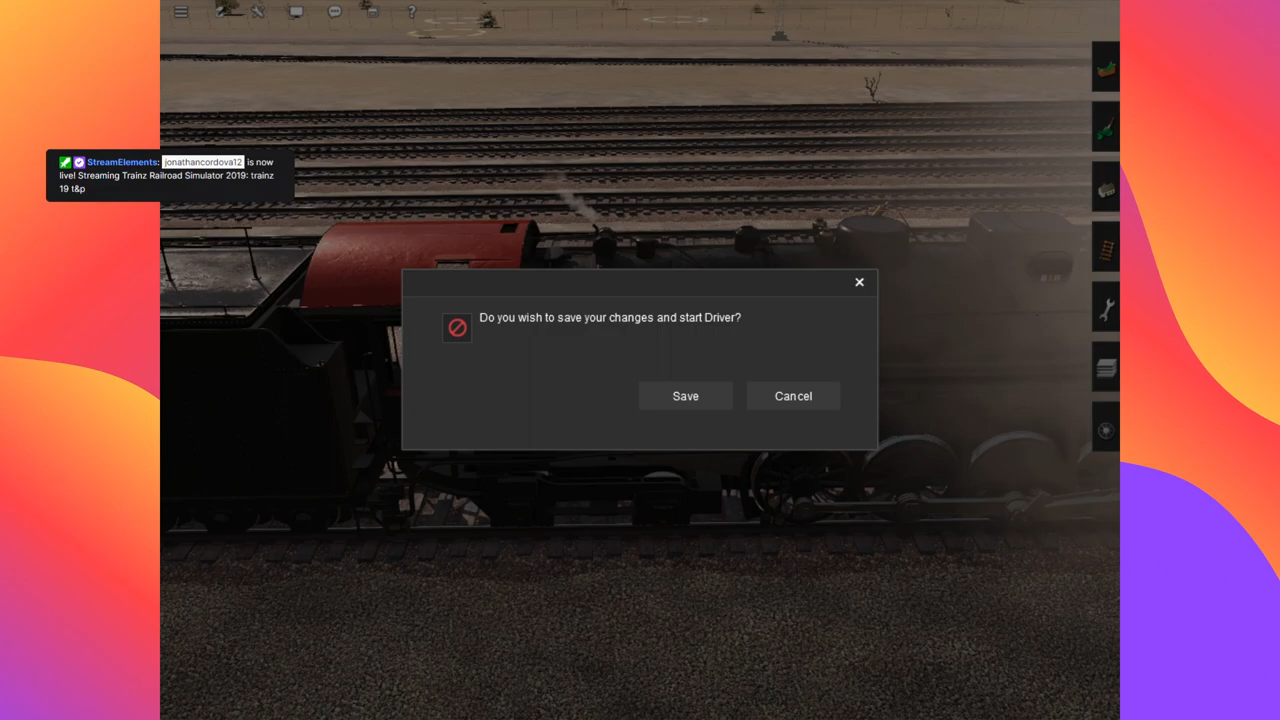 StreamElements: jonathancordova12 is now
live! Streaming Trainz Railroad Simulator 2019: trainz
19 t&p
Do you wish to save your changes and start Driver?
Save
Cancel